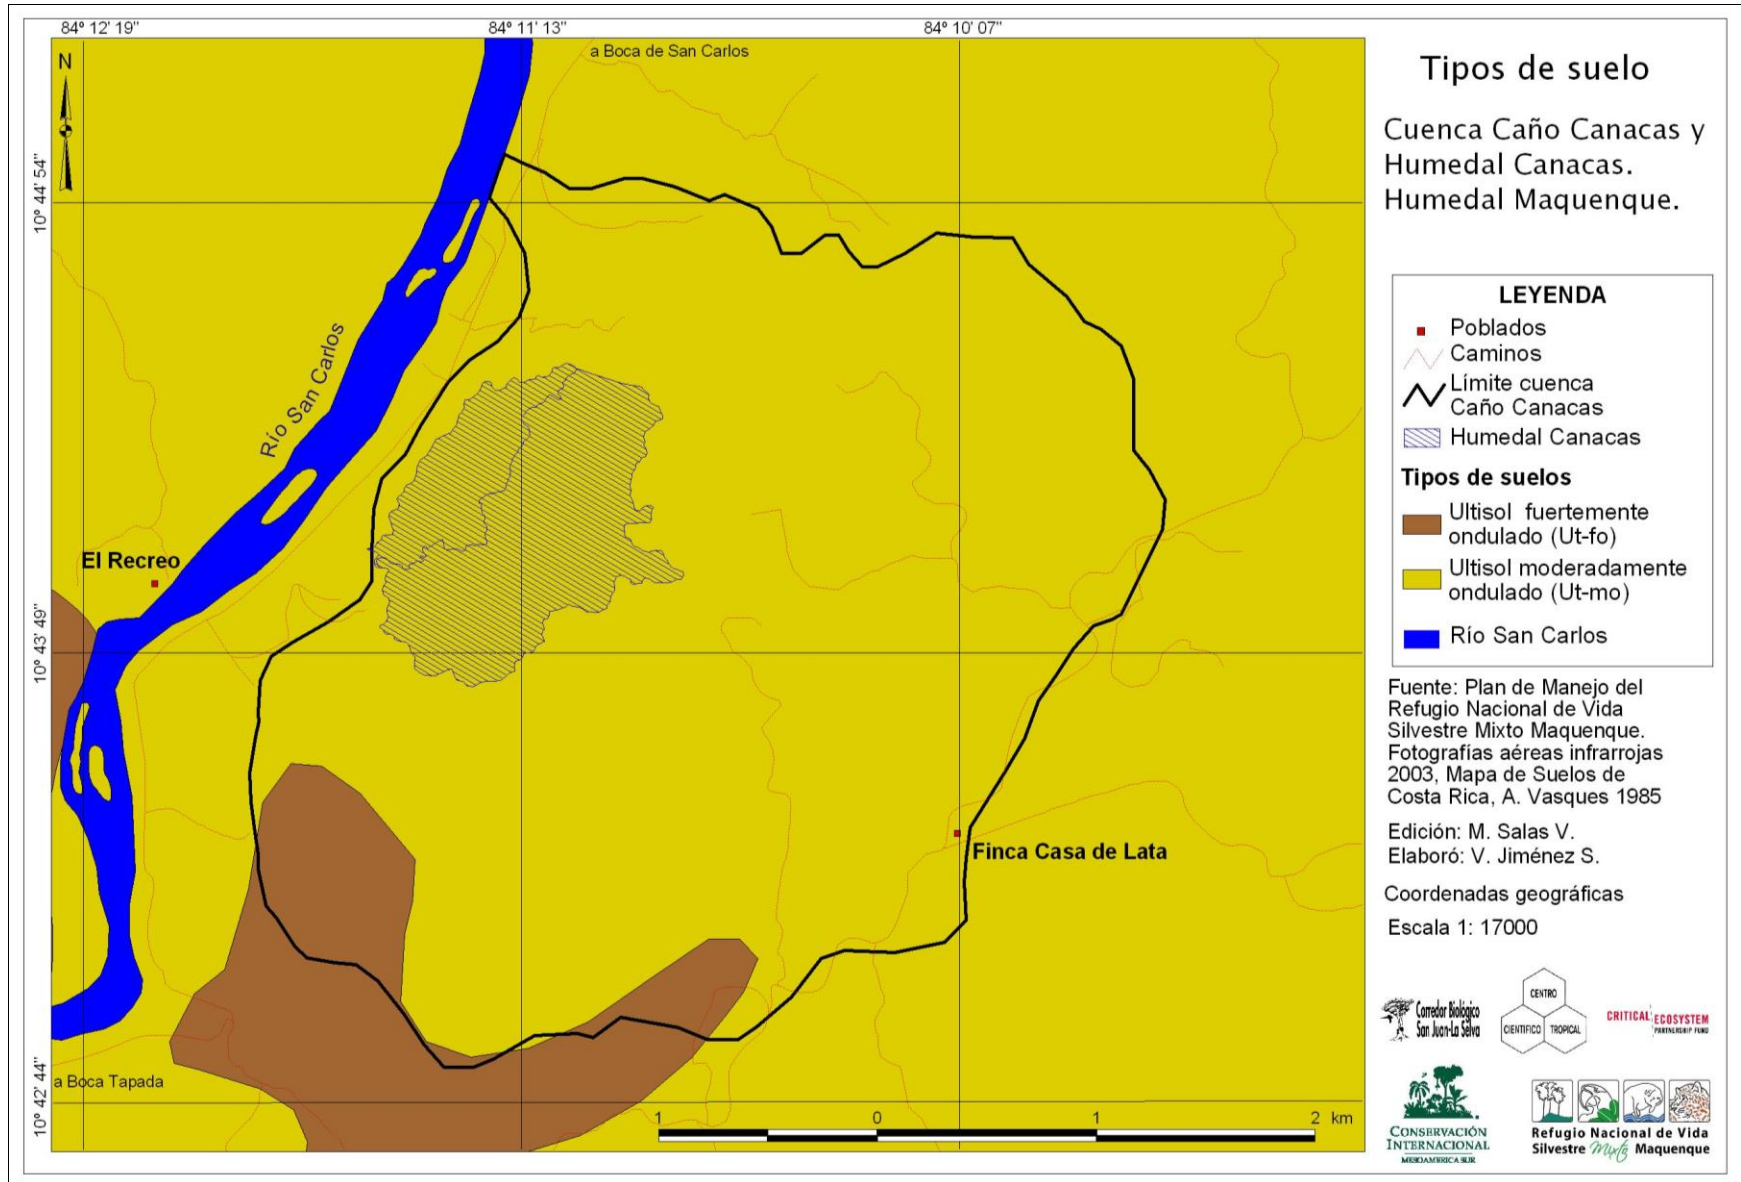 84º 12' 19"
84º 11' 13"
84º 10' 07"
a Boca de San Carlos
N
10º 44' 54"
Río San Carlos
El Recreo
10º 43' 49"
Finca Casa de Lata
10º 42' 44"
a Boca Tapada
1 0 1 2 km
Tipos de suelo
Cuenca Caño Canacas y
Humedal Canacas.
Humedal Maquenque.
LEYENDA
Poblados
Caminos
Límite cuenca
Caño Canacas
Humedal Canacas
Tipos de suelos
Ultisol fuertemente
ondulado (Ut-fo)
Ultisol moderadamente
ondulado (Ut-mo)
Río San Carlos
Fuente: Plan de Manejo del
Refugio Nacional de Vida
Silvestre Mixto Maquenque.
Fotografías aéreas infrarrojas
2003, Mapa de Suelos de
Costa Rica, A. Vasques 1985
Edición: M. Salas V.
Elaboró: V. Jiménez S.
Coordenadas geográficas
Escala 1: 17000
Corredor Biológico
San Juan-La Selva
CENTRO
CIENTIFICO TROPICAL
CRITICAL ECOSYSTEM
PARTNERSHIP FUND
CONSERVACIÓN
INTERNACIONAL
MESOAMERICA SUR
Refugio Nacional de Vida
Silvestre Mixto Maquenque